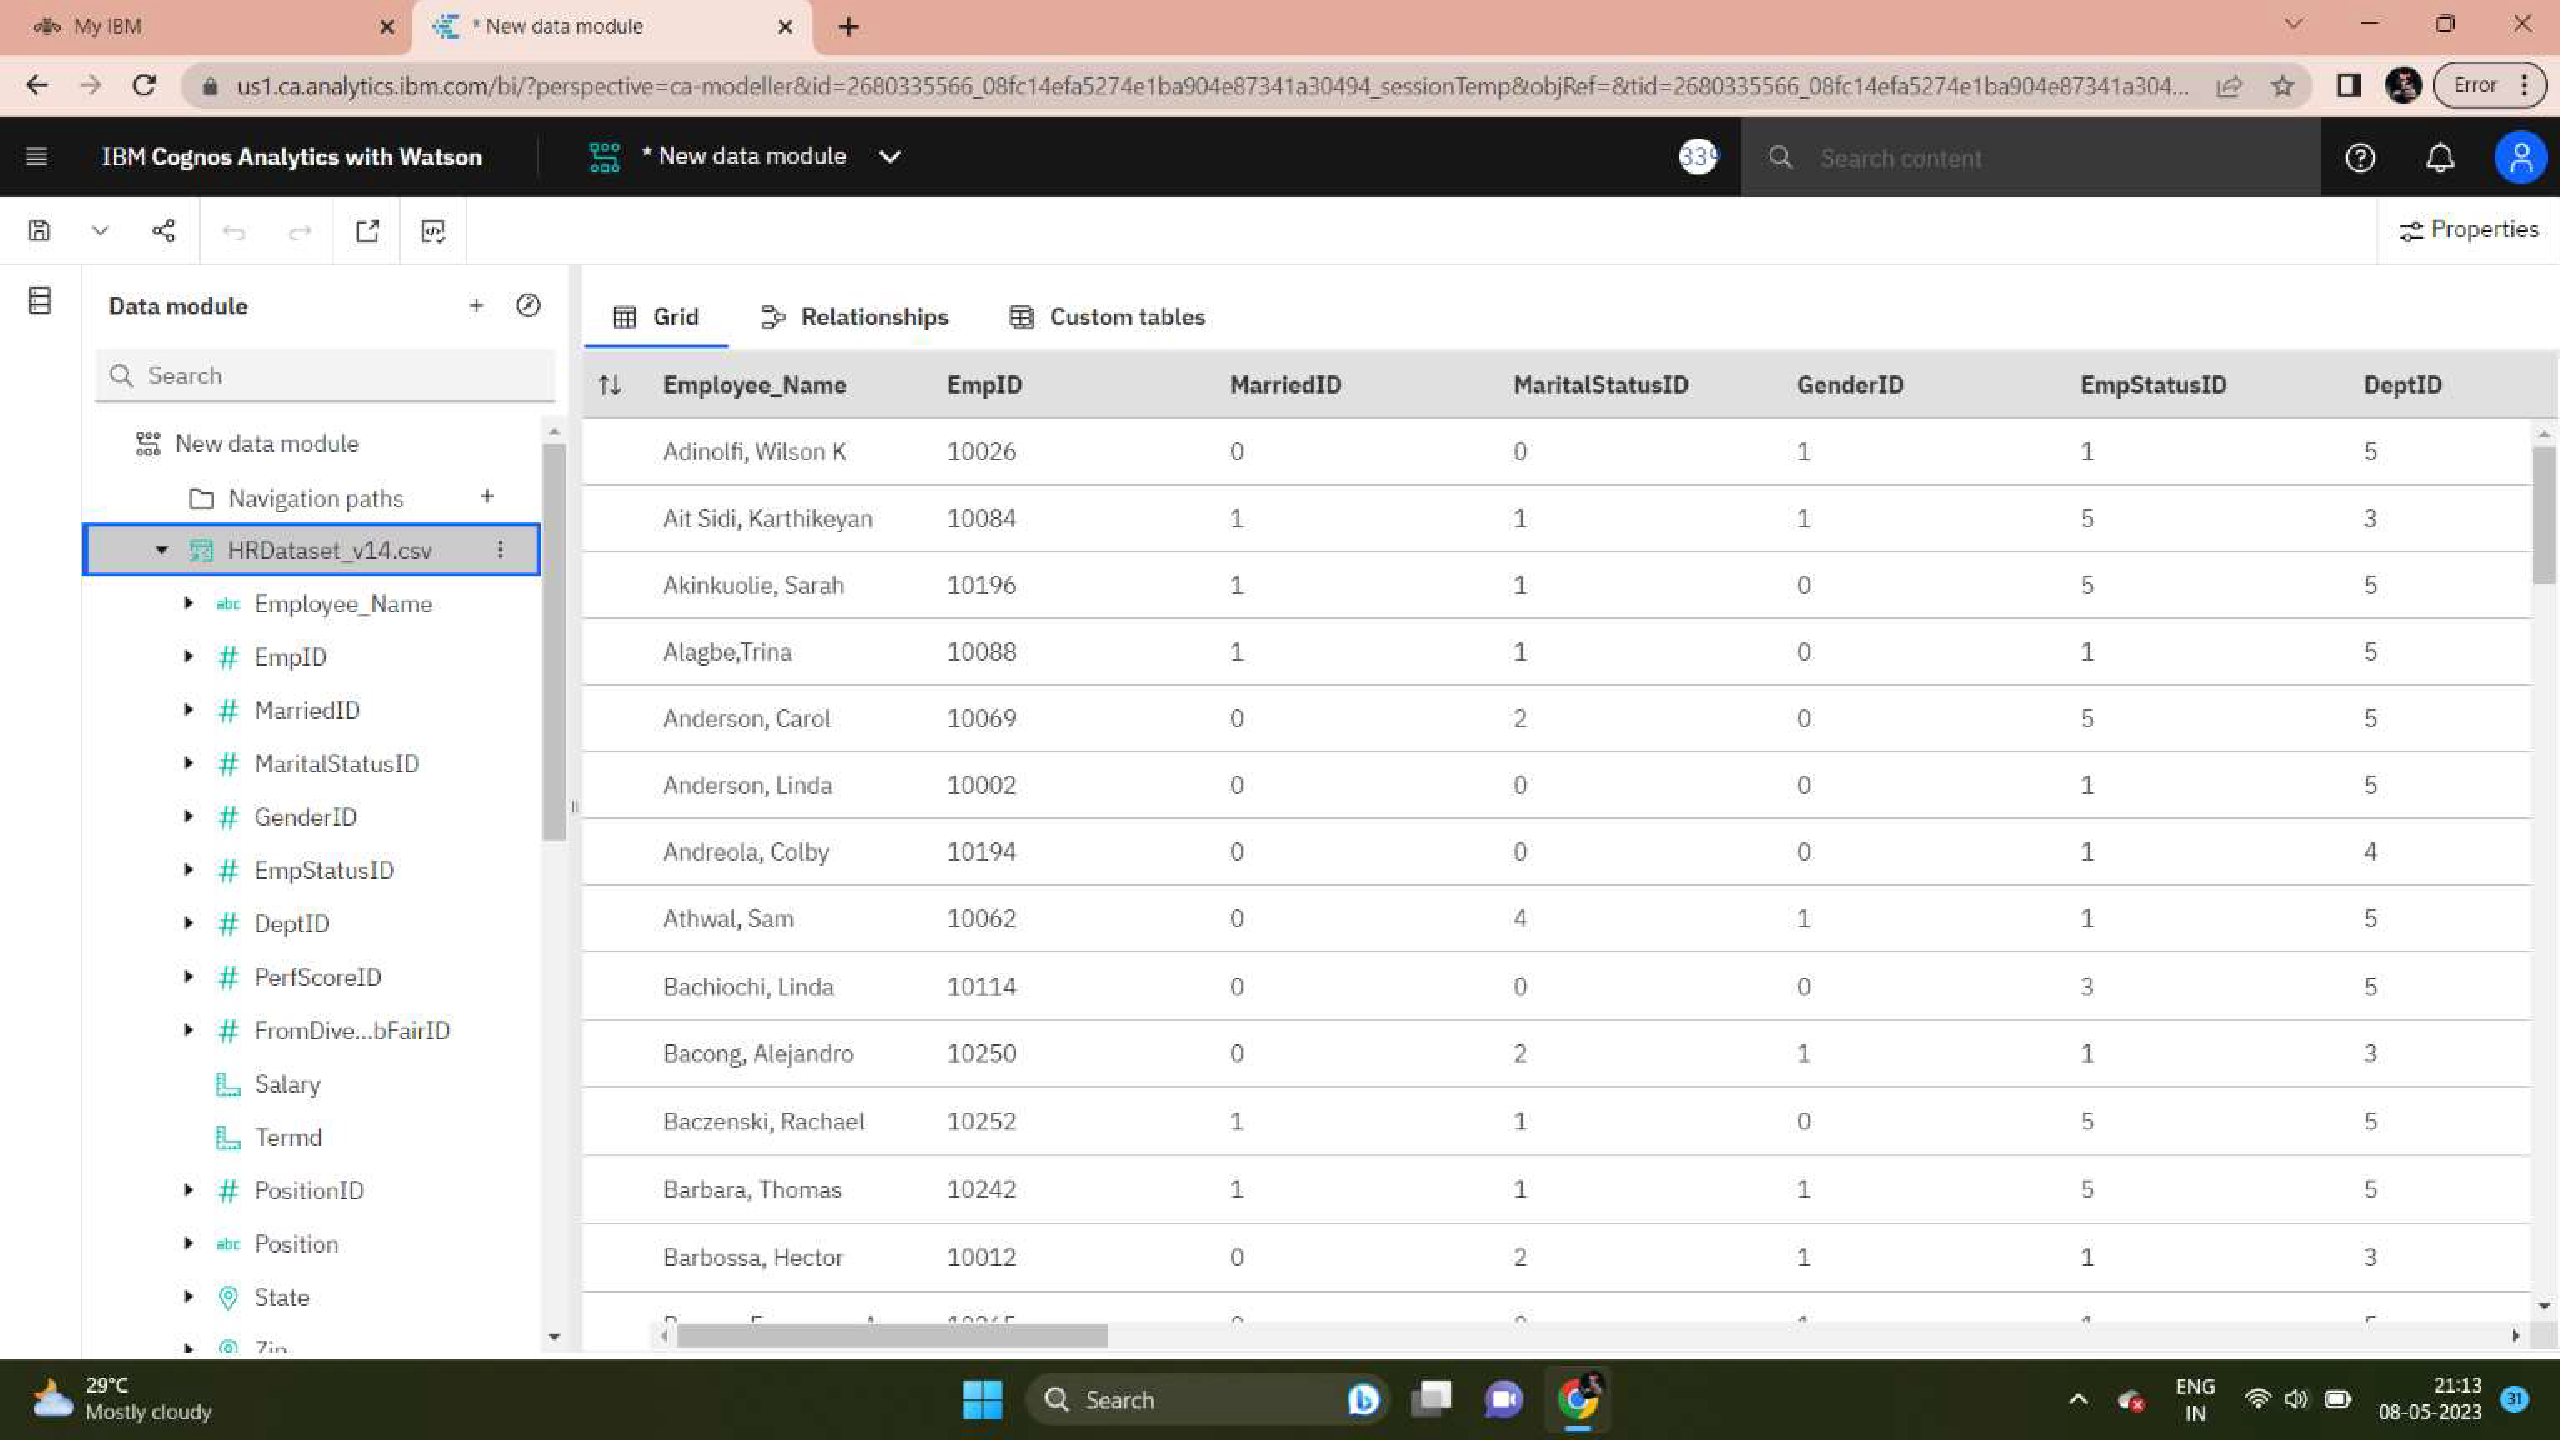 My IBM
* New data module
us1.ca.analytics.ibm.com/bi/?perspective=ca-modeller&id=2680335566_08fc14efa5274e1ba904e87341a30494_sessionTemp&objRef=&tid=2680335566_08fc14efa5274e1ba904e87341a304...
Error
IBM Cognos Analytics with Watson
* New data module
Search content
Properties
Data module
Search
New data module
Navigation paths
HRDataset_v14.csv
abc Employee_Name
# EmpID
# MarriedID
# MaritalStatusID
# GenderID
# EmpStatusID
# DeptID
# PerfScoreID
# FromDive...bFairID
Salary
Termd
# PositionID
abc Position
State
Zip
Grid Relationships Custom tables
Employee_Name EmpID MarriedID MaritalStatusID GenderID EmpStatusID DeptID
Adinolfi, Wilson K 10026 0 0 1 1 5
Ait Sidi, Karthikeyan 10084 1 1 1 5 3
Akinkuolie, Sarah 10196 1 1 0 5 5
Alagbe,Trina 10088 1 1 0 1 5
Anderson, Carol 10069 0 2 0 5 5
Anderson, Linda 10002 0 0 0 1 5
Andreola, Colby 10194 0 0 0 1 4
Athwal, Sam 10062 0 4 1 1 5
Bachiochi, Linda 10114 0 0 0 3 5
Bacong, Alejandro 10250 0 2 1 1 3
Baczenski, Rachael 10252 1 1 0 5 5
Barbara, Thomas 10242 1 1 1 5 5
Barbossa, Hector 10012 0 2 1 1 3
29°C
Mostly cloudy
Search
ENG
IN
21:13
08-05-2023
31